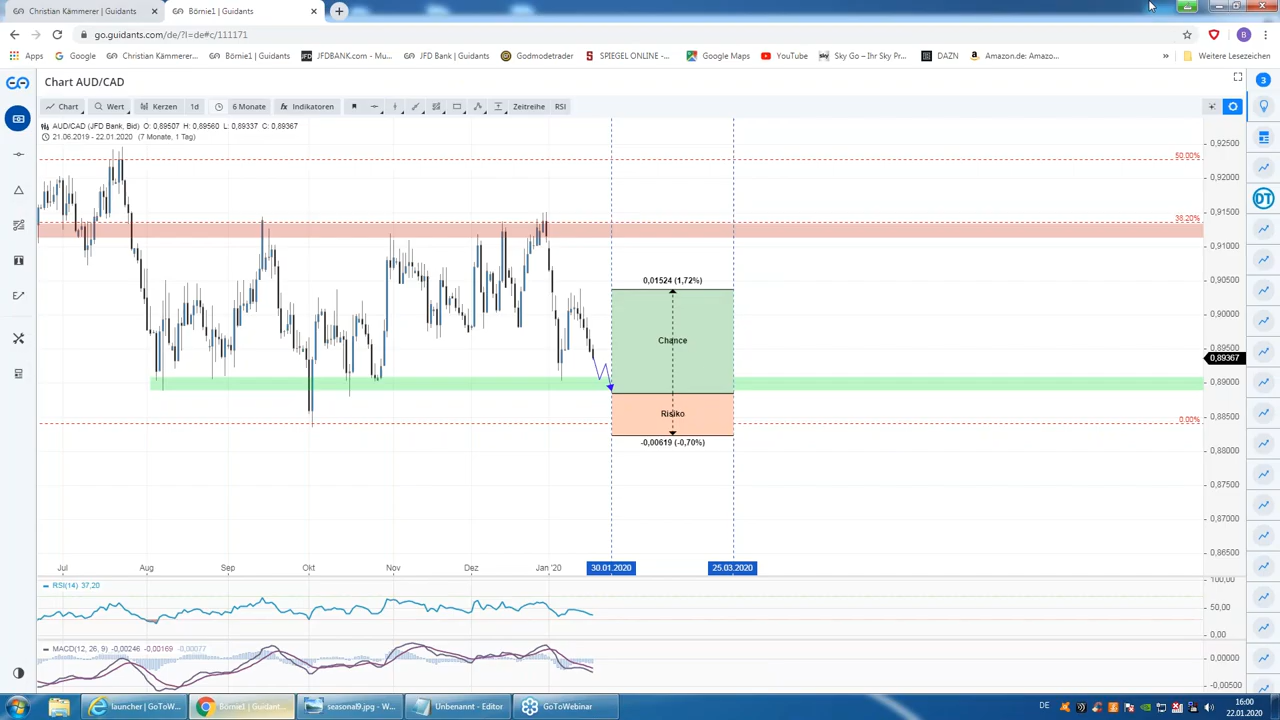 Christian Kämmerer | Guidants
Börnie1 | Guidants
go.guidants.com/de/?l=de#c/111171
B
Apps
Google
Christian Kämmerer...
Börnie1 | Guidants
JFDBANK.com - Mu...
JFD Bank | Guidants
Godmodetrader
SPIEGEL ONLINE -...
Google Maps
YouTube
Sky Go – Ihr Sky Pr...
DAZN
Amazon.de: Amazo...
»
Weitere Lesezeichen
Chart AUD/CAD
3
Chart
Wert
Kerzen
1d
6 Monate
fx Indikatoren
Zeitreihe
RSI
AUD/CAD (JFD Bank, Bid) O: 0,89507 H: 0,89560 L: 0,89337 C: 0,89367
21.06.2019 - 22.01.2020 (7 Monate, 1 Tag)
0,92500
50.00%
0,92000
DT
0,91500
38.20%
0,91000
0,01524 (1,72%)
0,90500
0,90000
Chance
0,89500
0,89367
0,89000
Risiko
0,88500
0.00%
-0,00619 (-0,70%)
0,88000
0,87500
0,87000
0,86500
Jul
Aug
Sep
Okt
Nov
Dez
Jan '20
30.01.2020
25.03.2020
RSI(14) 37,20
100,00
50,00
0,00
MACD(12, 26, 9) -0,00246 -0,00169 -0,00077
0,00000
-0,00500
launcher | GoToW...
Börnie1 | Guidant...
seasonal9.jpg - W...
Unbenannt - Editor
GoToWebinar
DE
16:00
22.01.2020